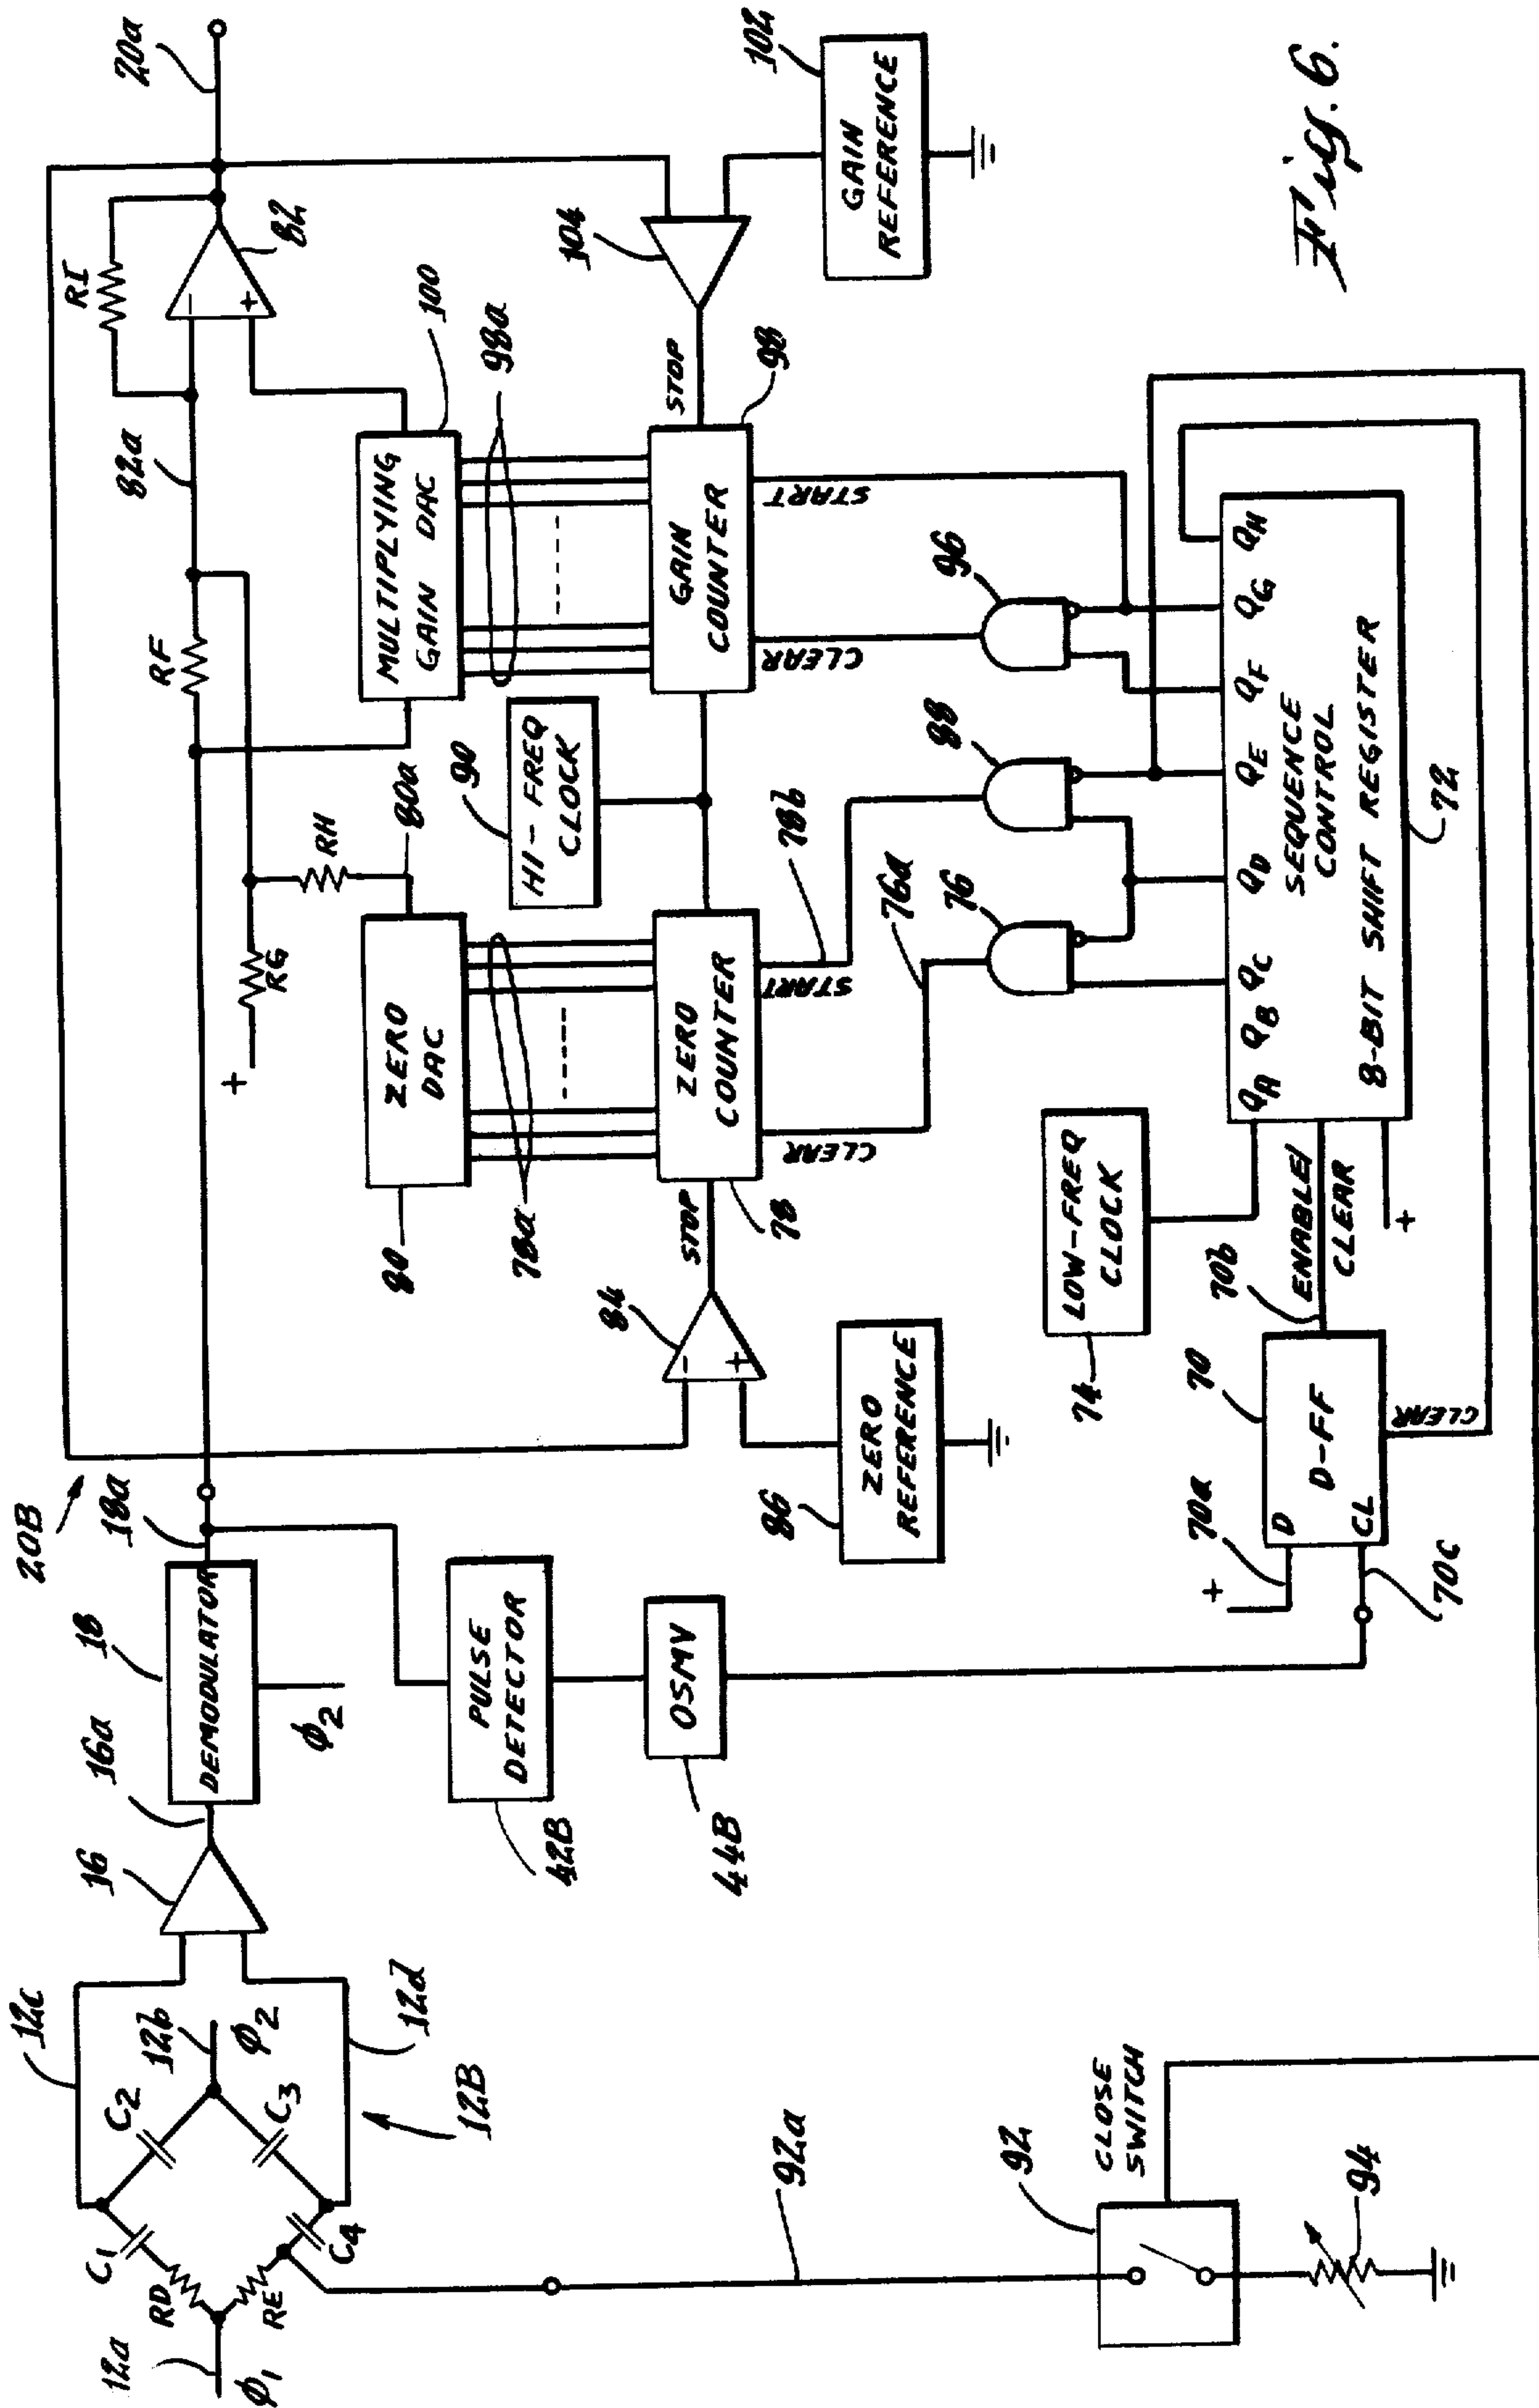 20B
12c
16
16a
18
18a
C1
C2
12b
Φ2
C3
C4
RD
RE
12a
Φ1
12d
12B
DEMODULATOR
Φ2
PULSE
DETECTOR
42B
OSMV
44B
RF
82a
RI
82
20a
RG
RH
+
80a
-
+
ZERO
DAC
80
MULTIPLYING
GAIN DAC
100
78a
98a
HI-FREQ
CLOCK
90
84
-
+
STOP
ZERO
COUNTER
78
GAIN
COUNTER
98
STOP
104
ZERO
REFERENCE
86
GAIN
REFERENCE
102
CLEAR
START
78b
76a
CLEAR
START
76
88
96
LOW-FREQ
CLOCK
74
QA QB QC QD QE QF QG QH
SEQUENCE
CONTROL
8-BIT SHIFT REGISTER
72
+
70a
D
D-FF
CL
70
70b
ENABLE/
CLEAR
+
CLEAR
70c
92a
92
CLOSE
SWITCH
94
Fig. 6.